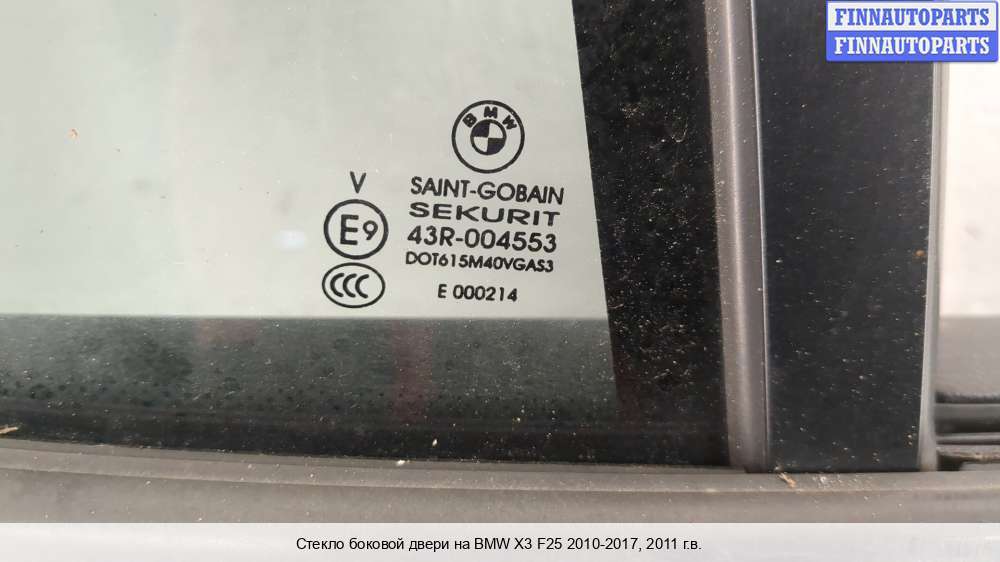 FINNAUTOPARTS
FINNAUTOPARTS
BMW
V
SAINT-GOBAIN
SEKURIT
E9
43R-004553
DOT615M40VGAS3
CCC
E 000214
Стекло боковой двери на BMW X3 F25 2010-2017, 2011 г.в.